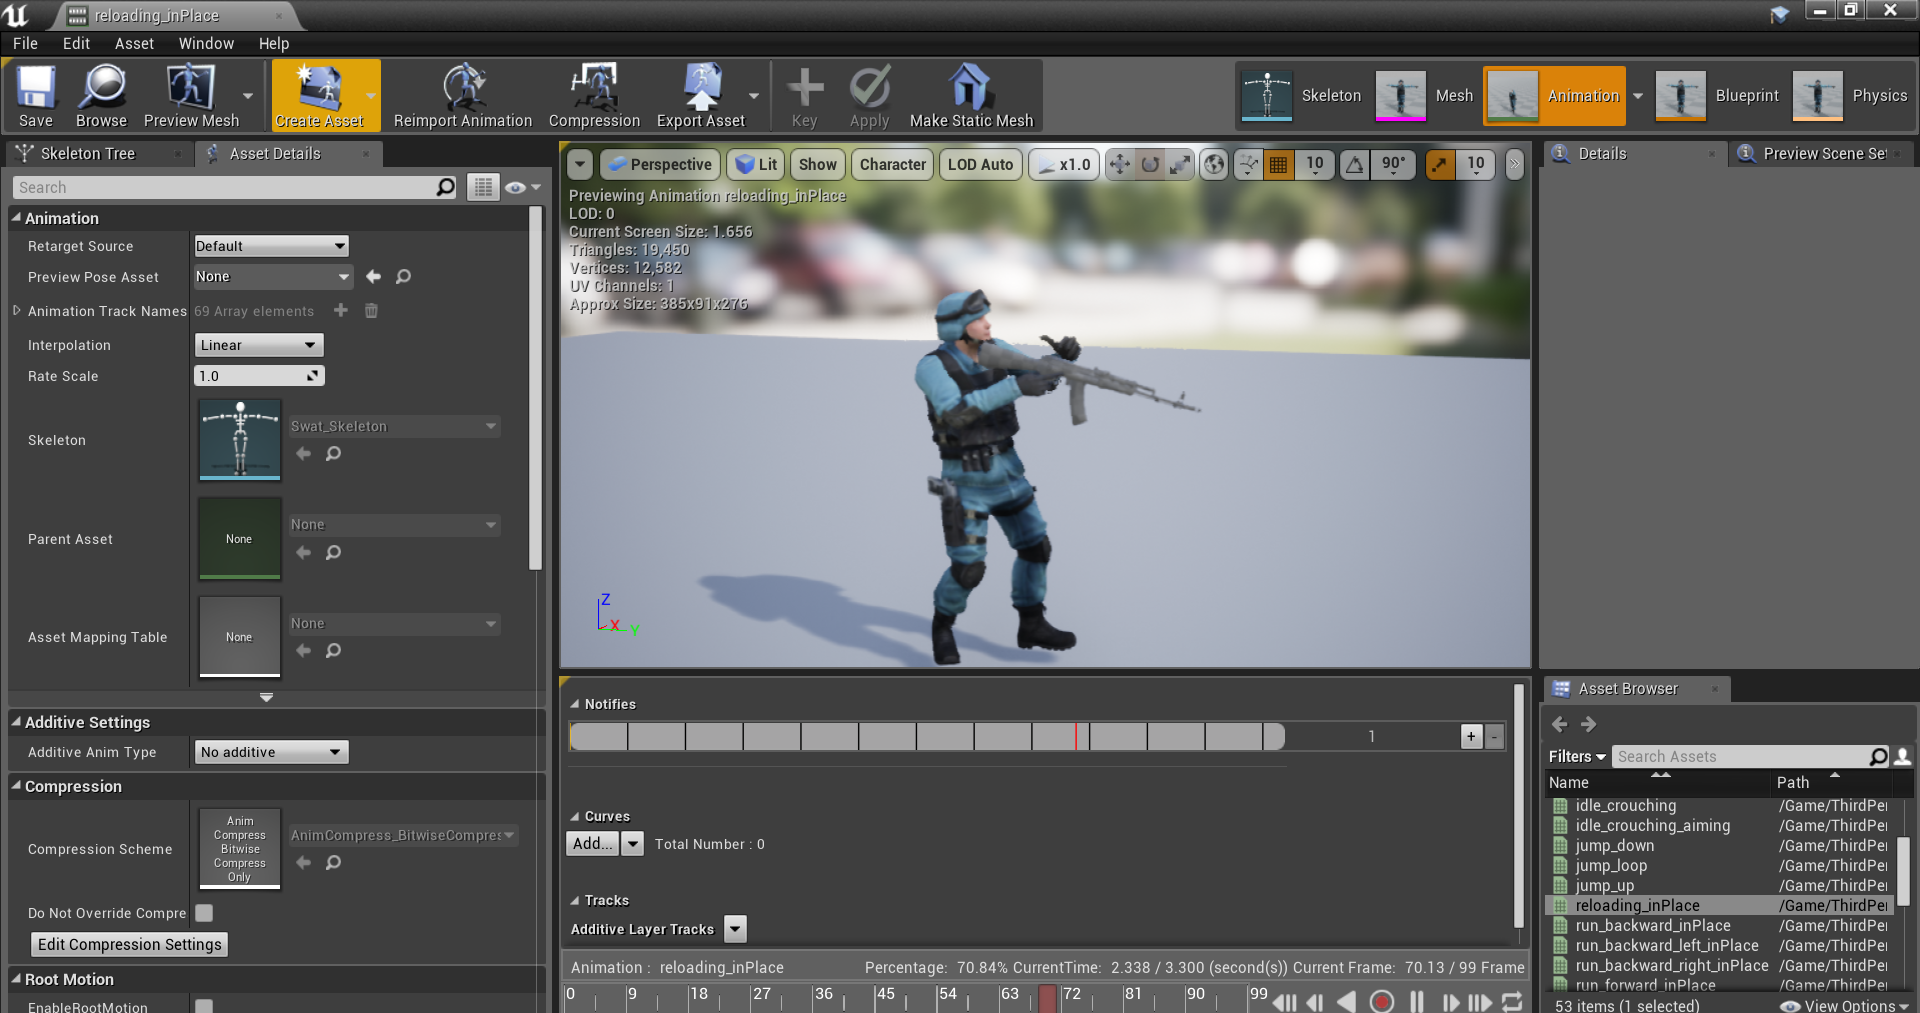 reloading_inPlace
File Edit Asset Window Help
Save Browse Preview Mesh Create Asset Reimport Animation Compression Export Asset Key Apply Make Static Mesh
Skeleton Mesh Animation Blueprint Physics
Skeleton Tree Asset Details
Search
Animation
Retarget Source Default
Preview Pose Asset None
Animation Track Names 69 Array elements
Interpolation Linear
Rate Scale 1.0
Skeleton Swat_Skeleton
Parent Asset None None
Asset Mapping Table None None
Additive Settings
Additive Anim Type No additive
Compression
Compression Scheme
Anim
Compress
Bitwise
Compress
Only
AnimCompress_BitwiseCompres
Do Not Override Compre
Edit Compression Settings
Root Motion
EnableRootMotion
Perspective Lit Show Character LOD Auto x1.0 10 90° 10
Previewing Animation reloading_inPlace
LOD: 0
Current Screen Size: 1.656
Triangles: 19,450
Vertices: 12,582
UV Channels: 1
Approx Size: 385x91x276
Z
X
Y
Notifies
1 + -
Curves
Add... Total Number : 0
Tracks
Additive Layer Tracks
Animation : reloading_inPlace Percentage: 70.84% CurrentTime: 2.338 / 3.300 (second(s)) Current Frame: 70.13 / 99 Frame
0 9 18 27 36 45 54 63 72 81 90 99
Details Preview Scene Set
Asset Browser
Filters Search Assets
Name Path
idle_crouching /Game/ThirdPer
idle_crouching_aiming /Game/ThirdPer
jump_down /Game/ThirdPer
jump_loop /Game/ThirdPer
jump_up /Game/ThirdPer
reloading_inPlace /Game/ThirdPer
run_backward_inPlace /Game/ThirdPer
run_backward_left_inPlace /Game/ThirdPer
run_backward_right_inPlace /Game/ThirdPer
run_forward_inPlace /Game/ThirdPer
53 items (1 selected) View Options